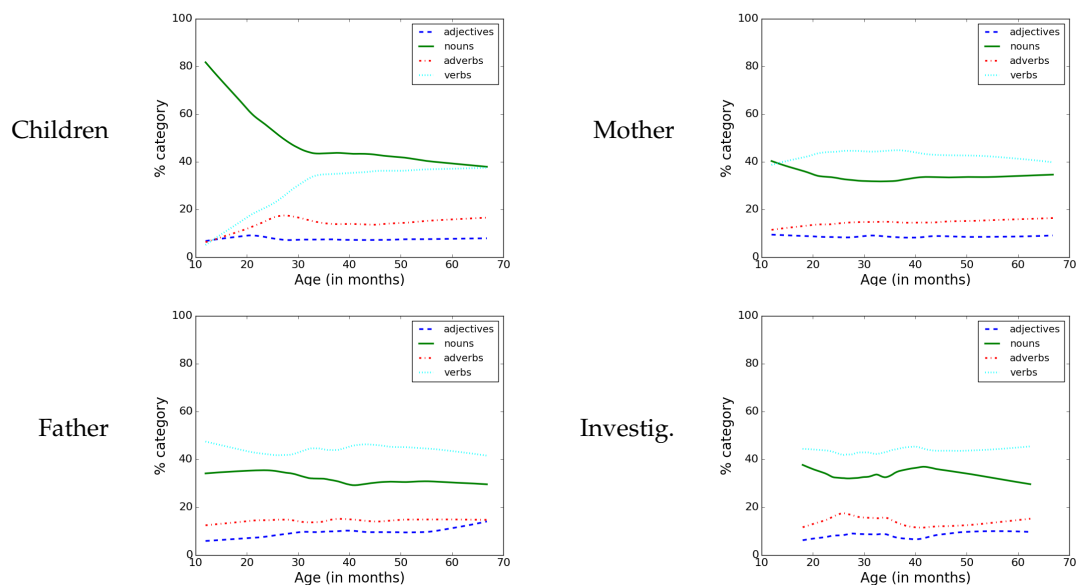 Children
% category
100
80
60
40
20
0
adjectives
nouns
adverbs
verbs
10 20 30 40 50 60 70
Age (in months)
Mother
% category
100
80
60
40
20
0
adjectives
nouns
adverbs
verbs
10 20 30 40 50 60 70
Age (in months)
Father
% category
100
80
60
40
20
0
adjectives
nouns
adverbs
verbs
10 20 30 40 50 60 70
Age (in months)
Investig.
% category
100
80
60
40
20
0
adjectives
nouns
adverbs
verbs
10 20 30 40 50 60 70
Age (in months)